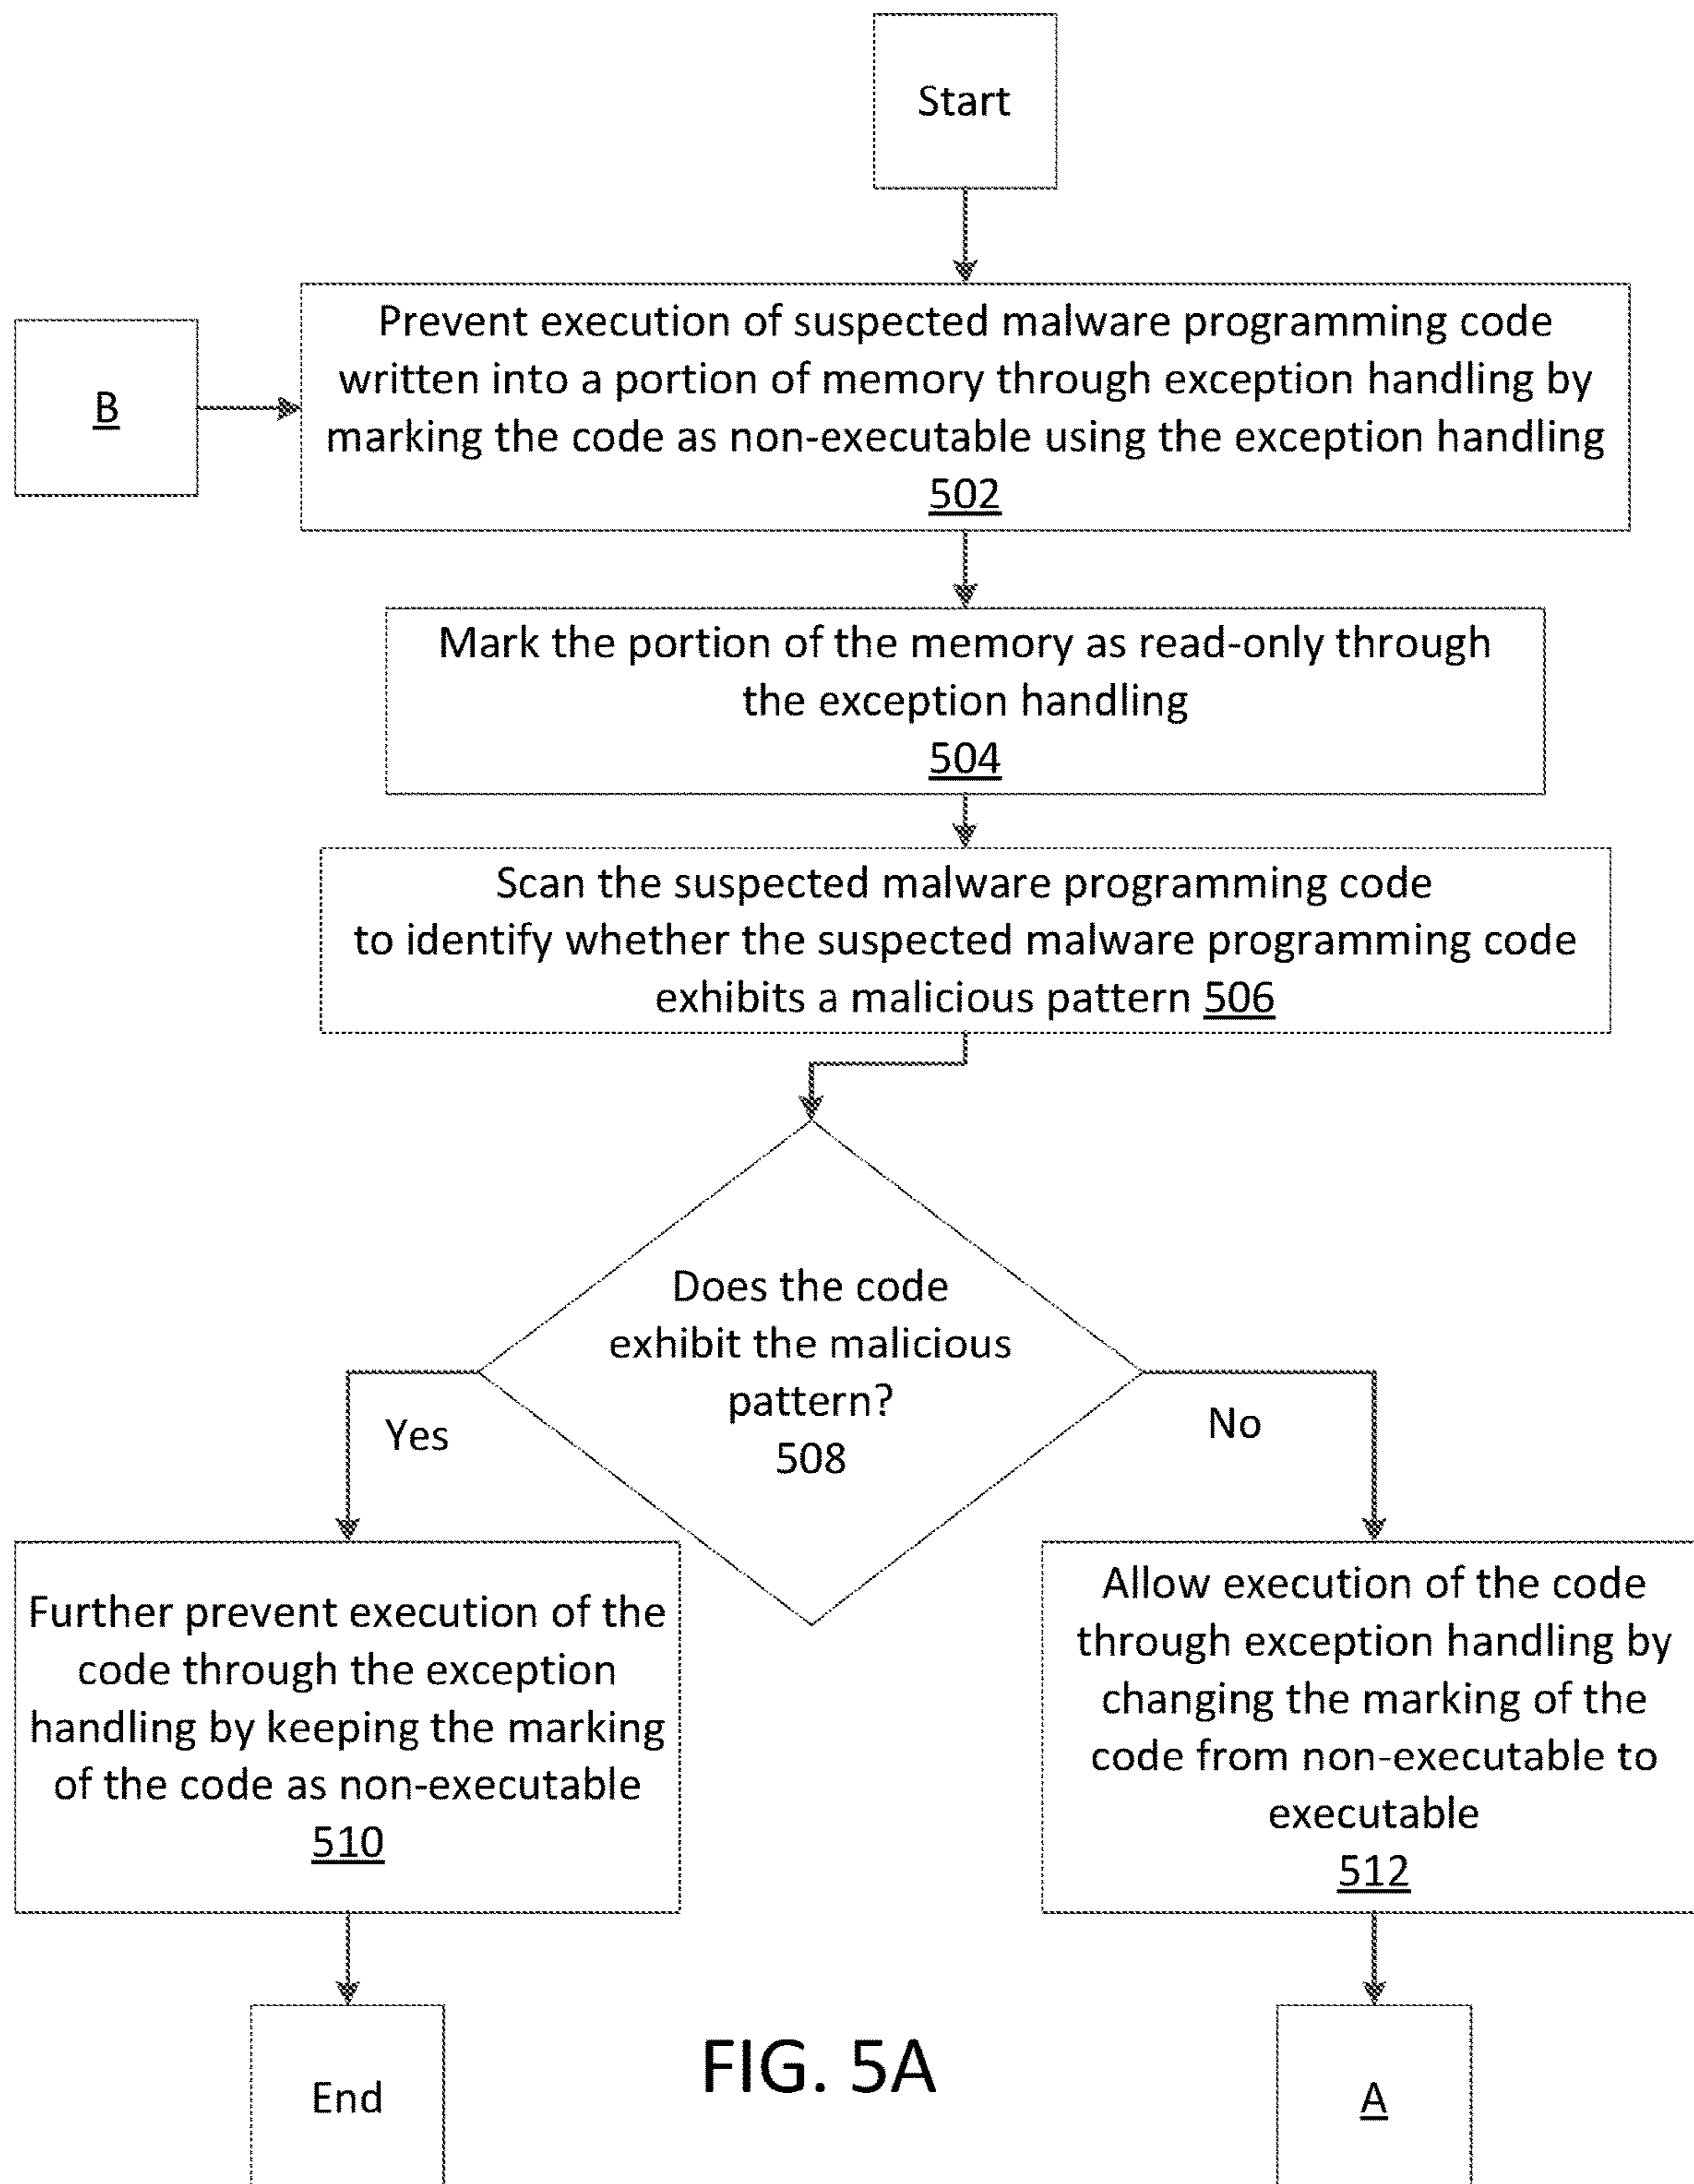 Start
B
Prevent execution of suspected malware programming code
written into a portion of memory through exception handling by
marking the code as non-executable using the exception handling
502
Mark the portion of the memory as read-only through
the exception handling
504
Scan the suspected malware programming code
to identify whether the suspected malware programming code
exhibits a malicious pattern 506
Does the code
exhibit the malicious
pattern?
508
Yes
No
Further prevent execution of the
code through the exception
handling by keeping the marking
of the code as non-executable
510
Allow execution of the code
through exception handling by
changing the marking of the
code from non-executable to
executable
512
End
FIG. 5A
A